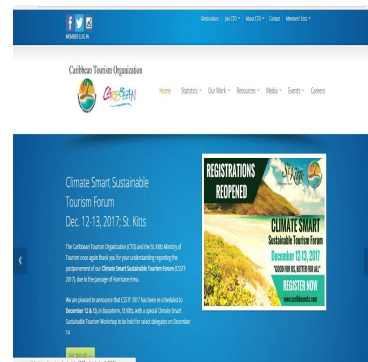 Destinations Join CTO About CTO Contact Members' Lists
MEMBER LOG IN
Caribbean Tourism Organization
CARIBBEAN
Home Statistics Our Work Resources Media Events Careers
Climate Smart Sustainable
Tourism Forum
Dec. 12-13, 2017; St. Kitts
The Caribbean Tourism Organization (CTO) and the St. Kitts Ministry of
Tourism once again thank you for your understanding regarding the
postponement of our Climate Smart Sustainable Tourism Forum (CSSTF
2017), due to the passage of Hurricane Irma.
We are pleased to announce that CSSTF 2017 has been re-scheduled to
December 12 & 13, in Basseterre, St Kitts, with a special Climate Smart
Sustainable Tourism Workshop to be held for select delegates on December
14.
Get Details
REGISTRATIONS
REOPENED
St Kitts
CLIMATE SMART
Sustainable Tourism Forum
December 12-13, 2017
"GOOD FOR US, BETTER FOR ALL"
REGISTER NOW